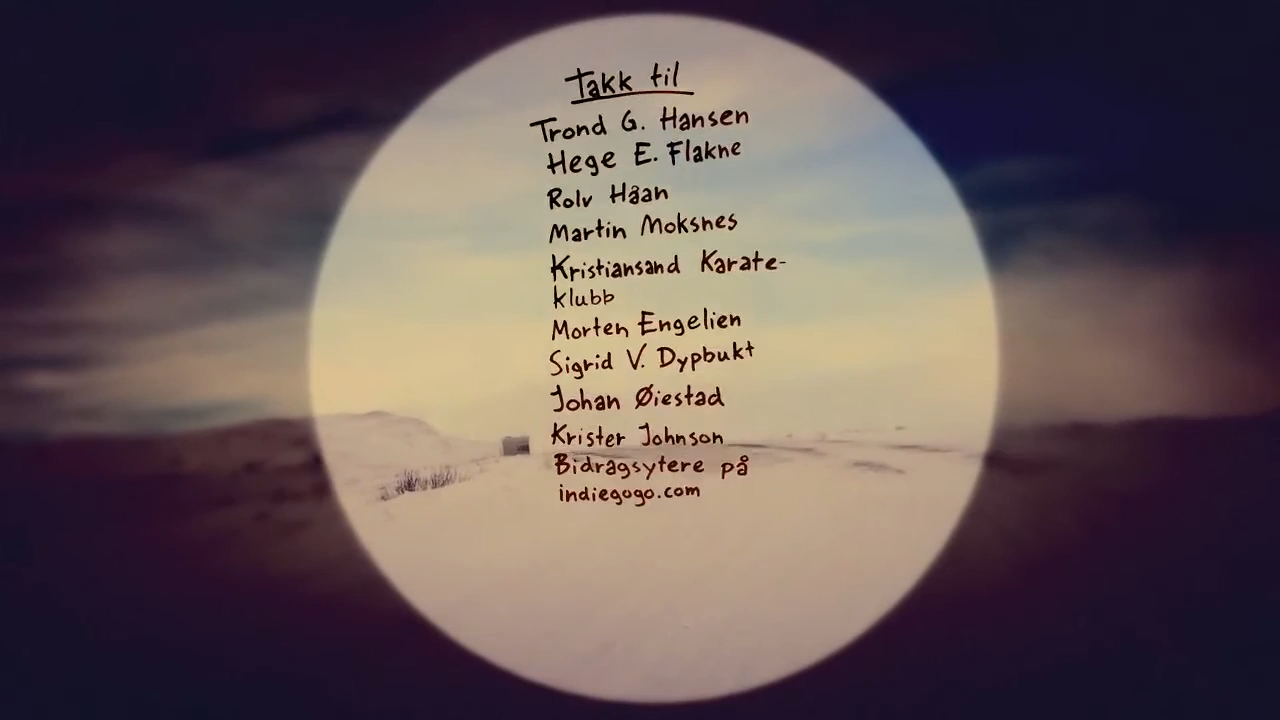 Takk til
Trond G. Hansen
Hege E. Flakne
Rolv Håan
Martin Moksnes
Kristiansand Karate-
klubb
Morten Engelien
Sigrid V. Dypbukt
Johan Øiestad
Krister Johnson
Bidragsytere på
indiegogo.com